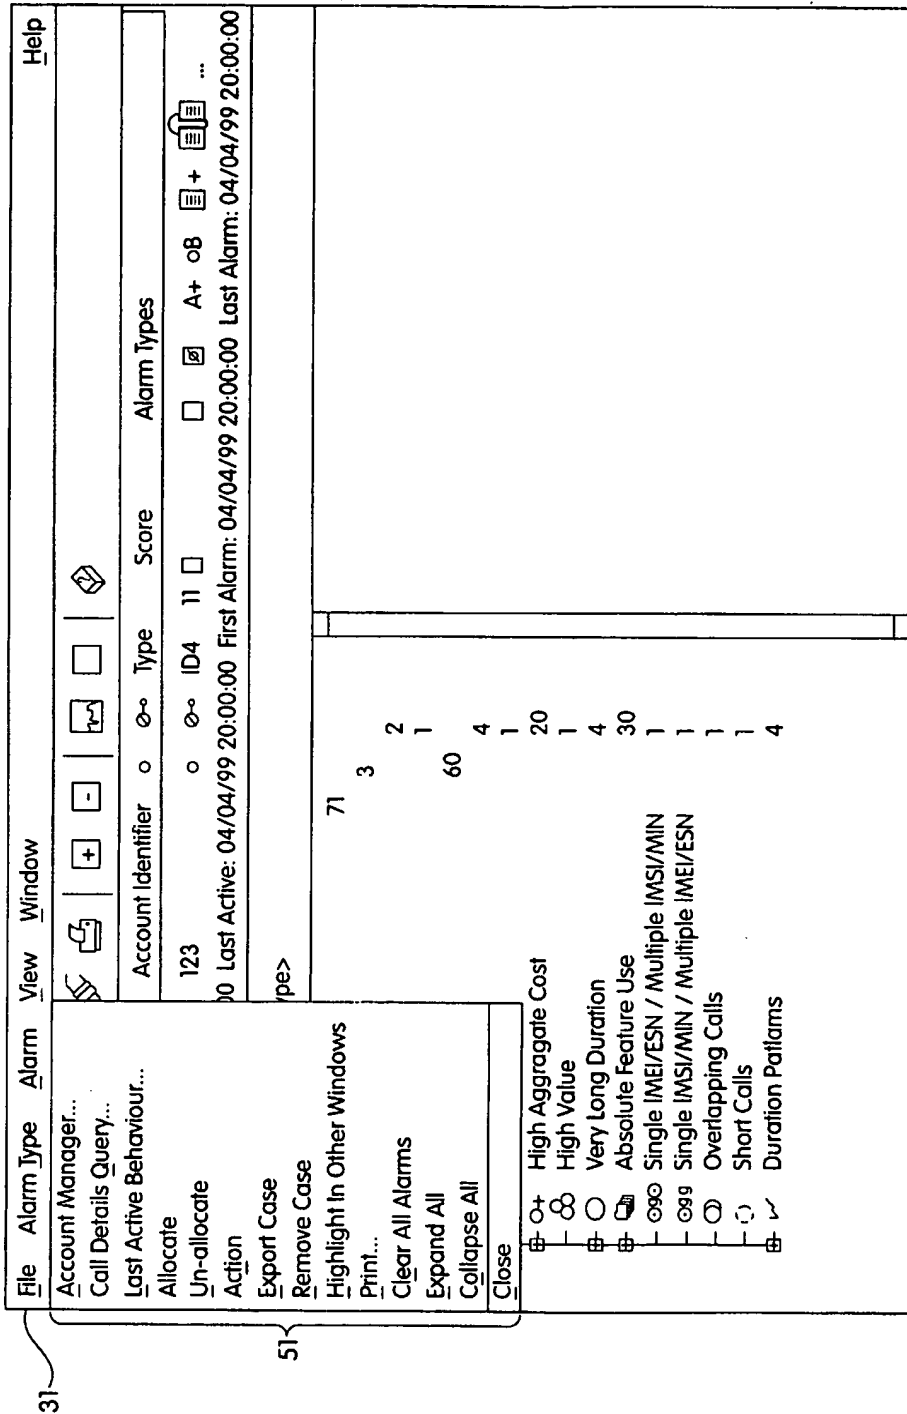 31
File Alarm Type Alarm View Window Help
51
Account Manager...
Call Details Query...
Last Active Behaviour...
Allocate
Un-allocate
Action
Export Case
Remove Case
Highlight In Other Windows
Print...
Clear All Alarms
Expand All
Collapse All
Close
+ -
Account Identifier Type Score Alarm Types
123 ID4 11 A+ oB + ...
00 Last Active: 04/04/99 20:00:00 First Alarm: 04/04/99 20:00:00 Last Alarm: 04/04/99 20:00:00
ype>
71
3
2
1
60
4
1
High Aggragate Cost 20
High Value 1
Very Long Duration 4
Absolute Feature Use 30
Single IMEI/ESN / Multiple IMSI/MIN 1
Single IMSI/MIN / Multiple IMEI/ESN 1
Overlapping Calls 1
Short Calls 1
Duration Patlams 4